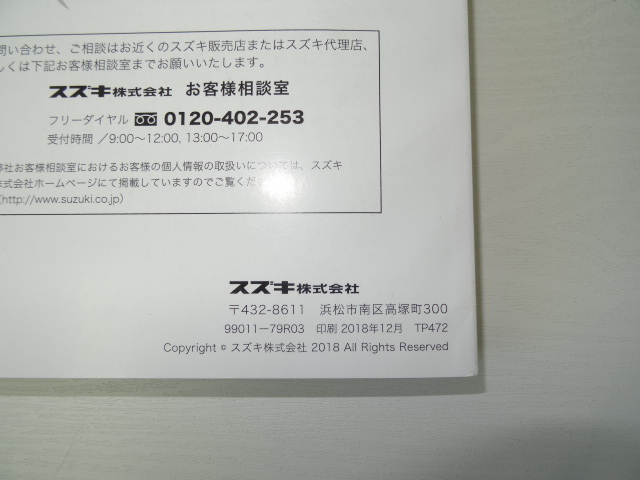 問い合わせ、ご相談はお近くのスズキ販売店またはスズキ代理店、
しくは下記お客様相談室までお願いいたします。
スズキ株式会社 お客様相談室
フリーダイヤル 0120-402-253
受付時間 ／9:00〜12:00, 13:00〜17:00
社お客様相談室におけるお客様の個人情報の取扱いについては、スズキ
式会社ホームページにて掲載していますのでご覧くだ
http://www.suzuki.co.jp)
スズキ株式会社
〒432-8611 浜松市南区高塚町300
99011−79R03 印刷 2018年12月 TP472
Copyright © スズキ株式会社 2018 All Rights Reserved